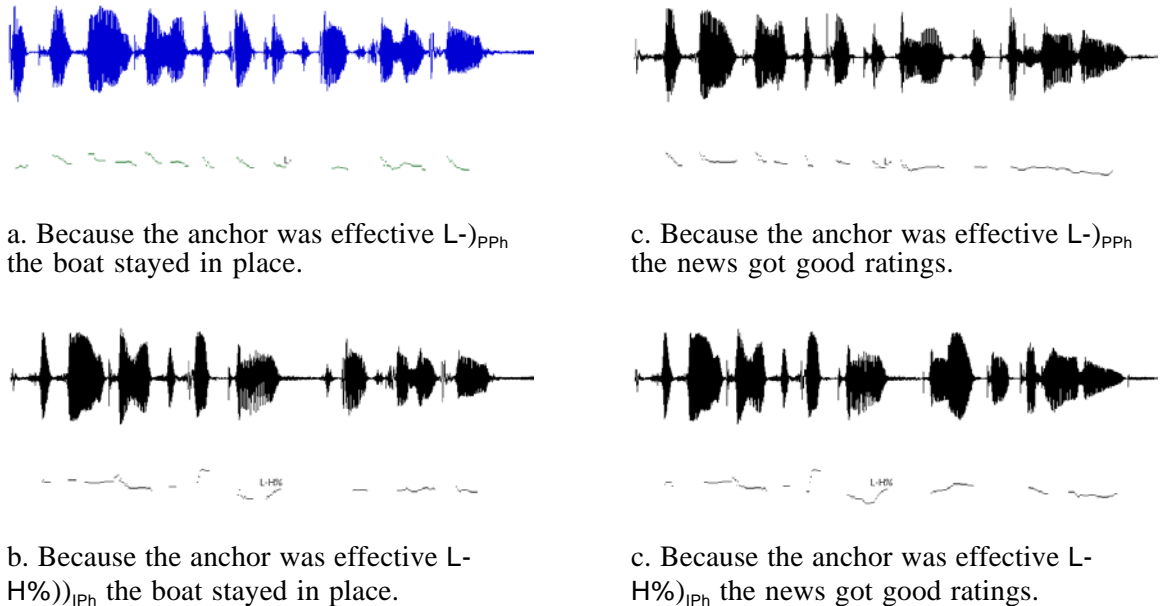 L-
L-
a. Because the anchor was effective L-)PPh
the boat stayed in place.
c. Because the anchor was effective L-)PPh
the news got good ratings.
L-H%
L-H%
b. Because the anchor was effective L-
H%))IPh the boat stayed in place.
c. Because the anchor was effective L-
H%)IPh the news got good ratings.